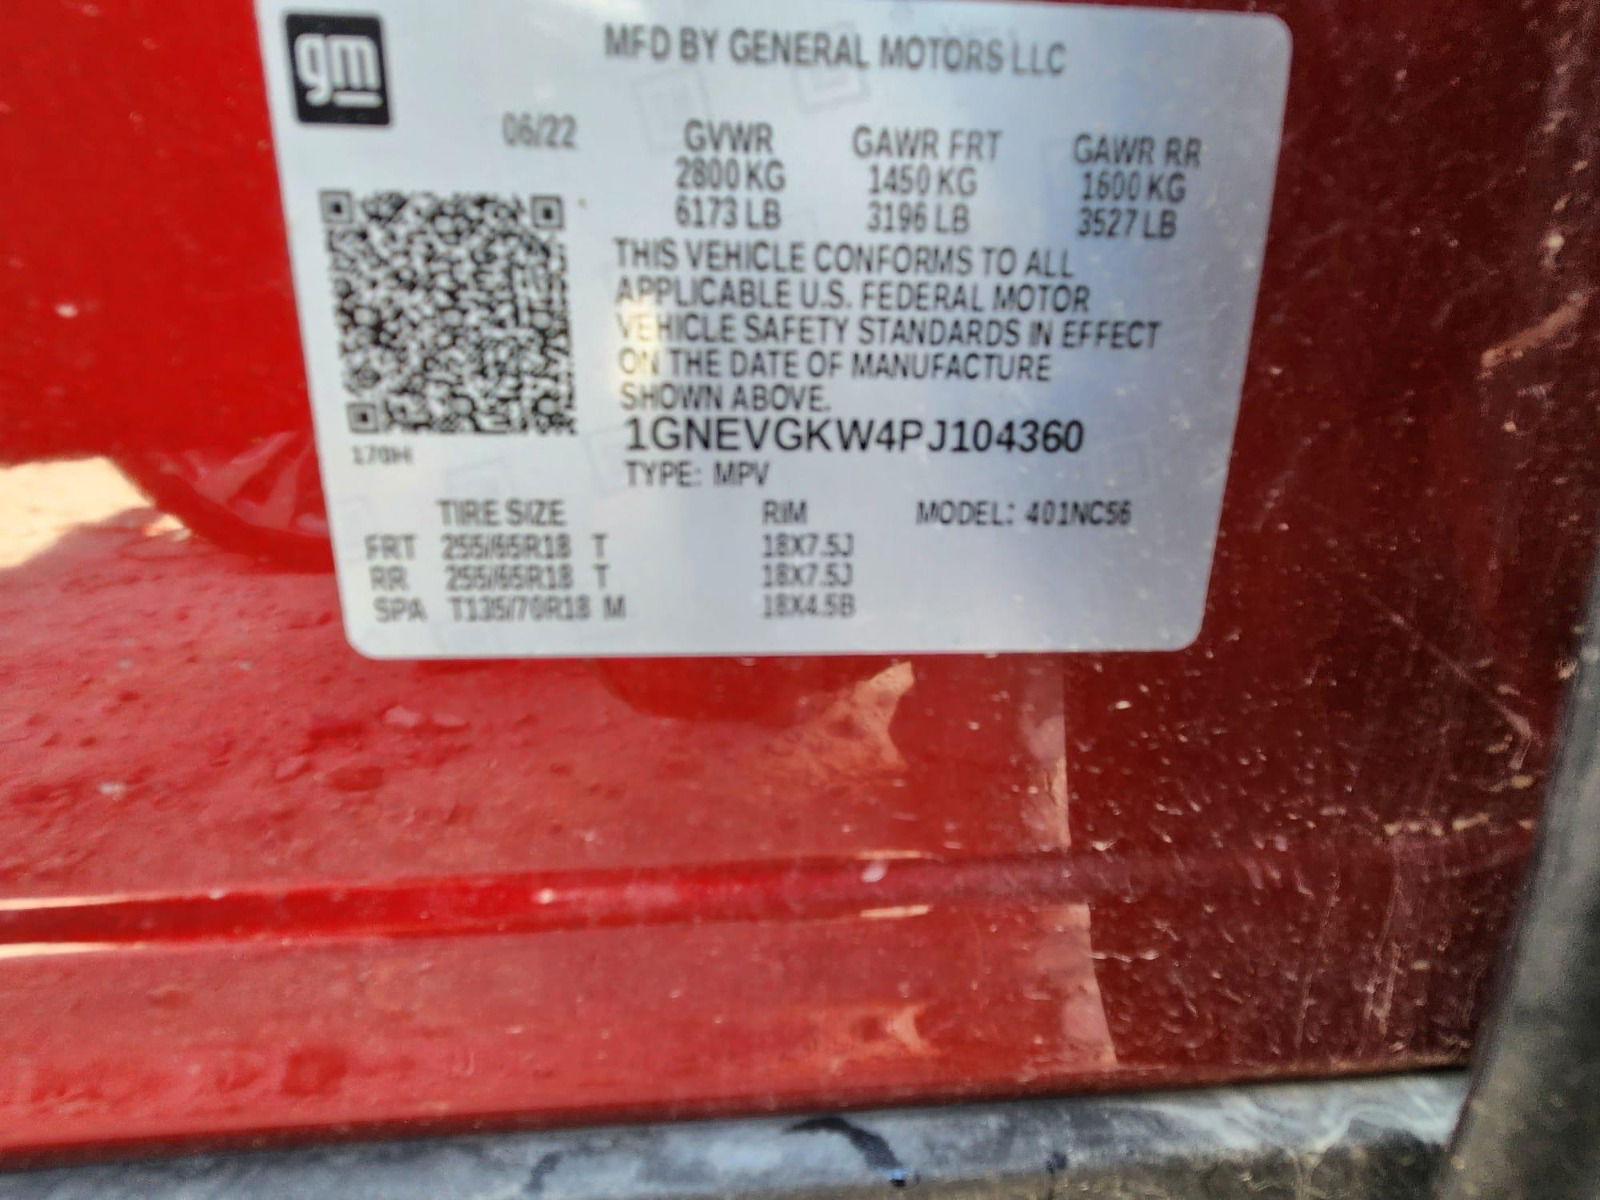 gm
MFD BY GENERAL MOTORS LLC
06/22 GVWR GAWR FRT GAWR RR
2800 KG 1450 KG 1600 KG
6173 LB 3196 LB 3527 LB
THIS VEHICLE CONFORMS TO ALL
APPLICABLE U.S. FEDERAL MOTOR
VEHICLE SAFETY STANDARDS IN EFFECT
ON THE DATE OF MANUFACTURE
SHOWN ABOVE.
1GNEVGKW4PJ104360
170H
TYPE: MPV
TIRE SIZE RIM MODEL: 401NC56
FRT 255/65R18 T 18X7.5J
RR 255/65R18 T 18X7.5J
SPA T135/70R18 M 18X4.5B